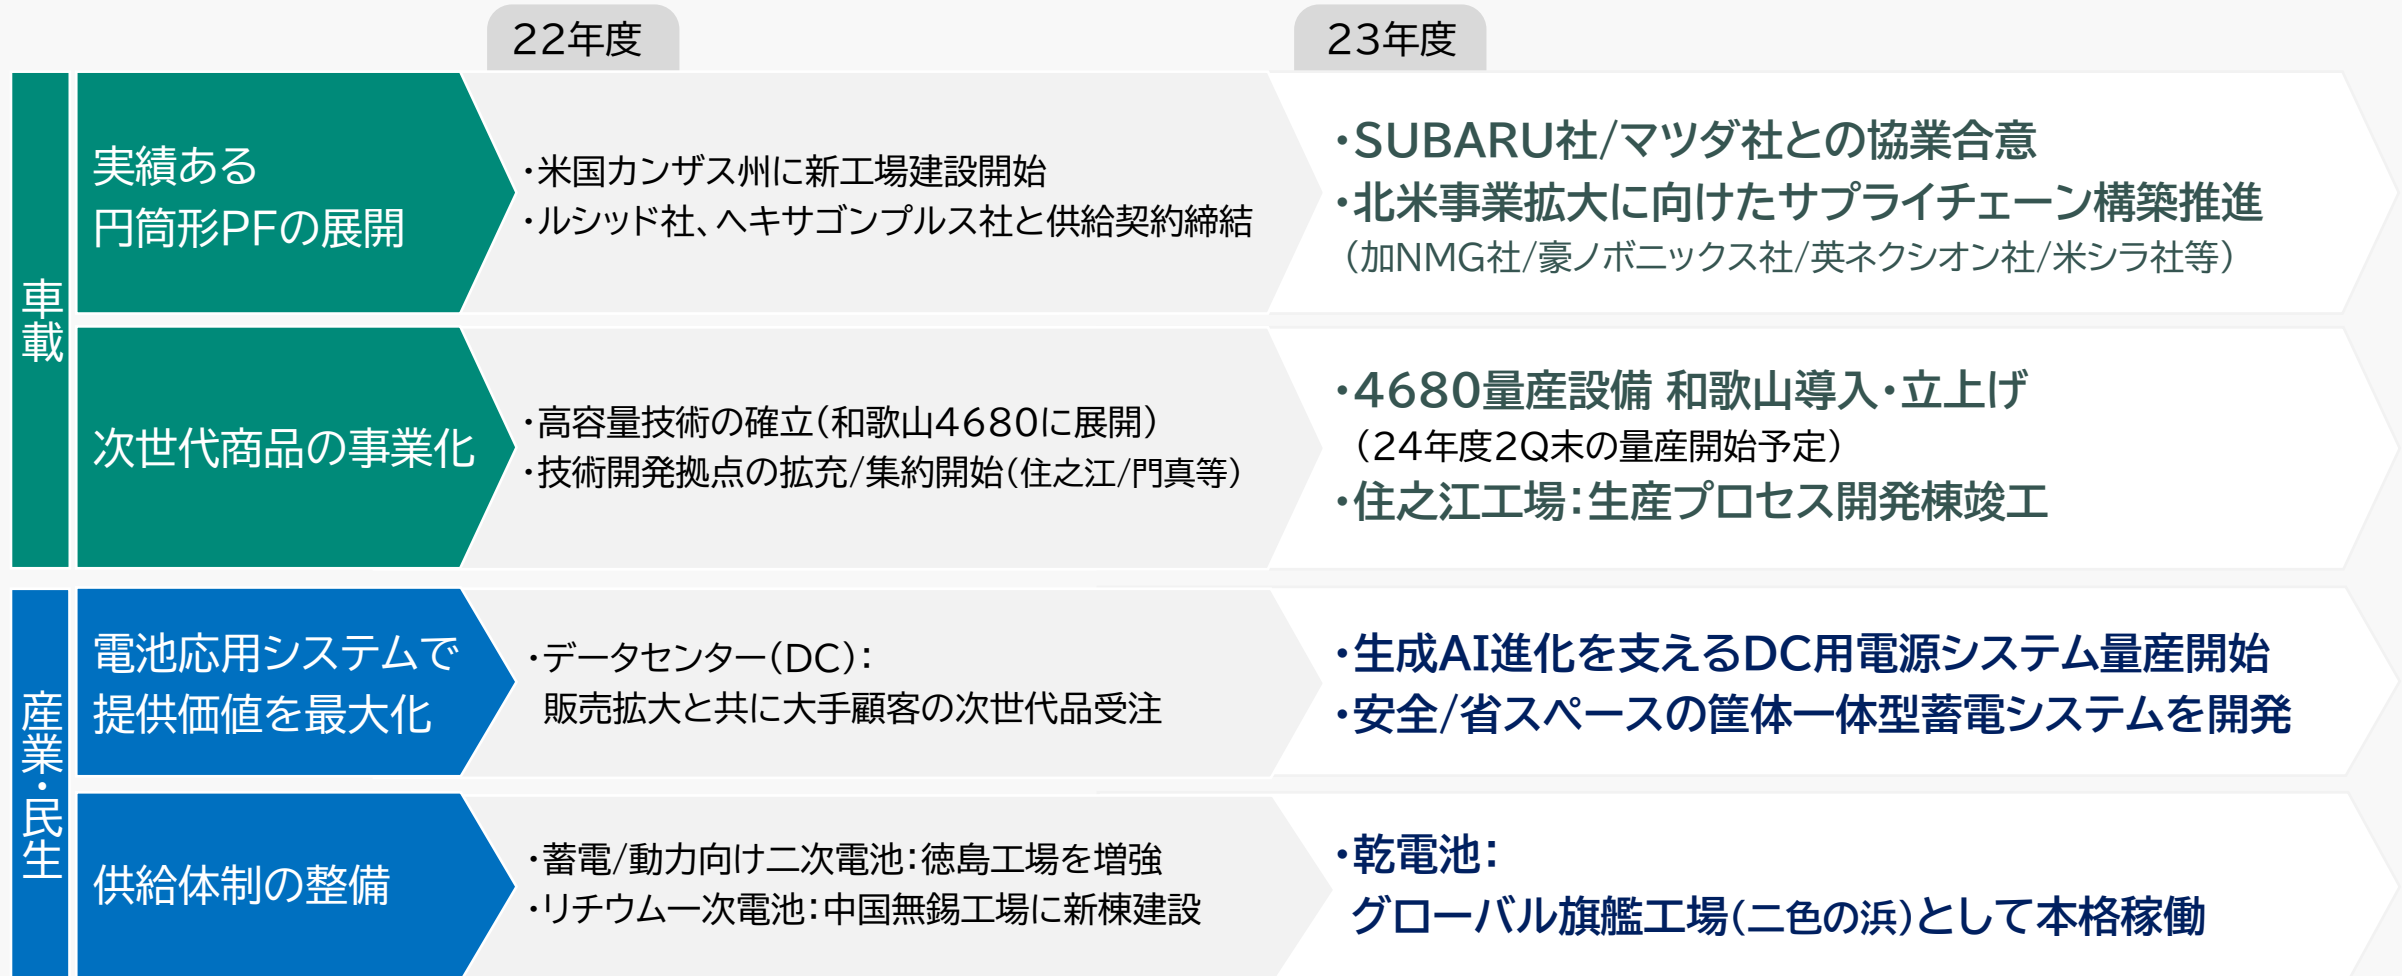 22年度
23年度
車載
実績ある
円筒形PFの展開
・米国カンザス州に新工場建設開始
・ルシッド社、ヘキサゴンプルス社と供給契約締結
・SUBARU社/マツダ社との協業合意
・北米事業拡大に向けたサプライチェーン構築推進
（加NMG社/豪ノボニックス社/英ネクシオン社/米シラ社等）
次世代商品の事業化
・高容量技術の確立（和歌山4680に展開）
・技術開発拠点の拡充/集約開始（住之江/門真等）
・4680量産設備 和歌山導入・立上げ
（24年度2Q末の量産開始予定）
・住之江工場：生産プロセス開発棟竣工
産業・民生
電池応用システムで
提供価値を最大化
・データセンター（DC）：
販売拡大と共に大手顧客の次世代品受注
・生成AI進化を支えるDC用電源システム量産開始
・安全/省スペースの筐体一体型蓄電システムを開発
供給体制の整備
・蓄電/動力向け二次電池：徳島工場を増強
・リチウム一次電池：中国無錫工場に新棟建設
・乾電池：
グローバル旗艦工場（二色の浜）として本格稼働